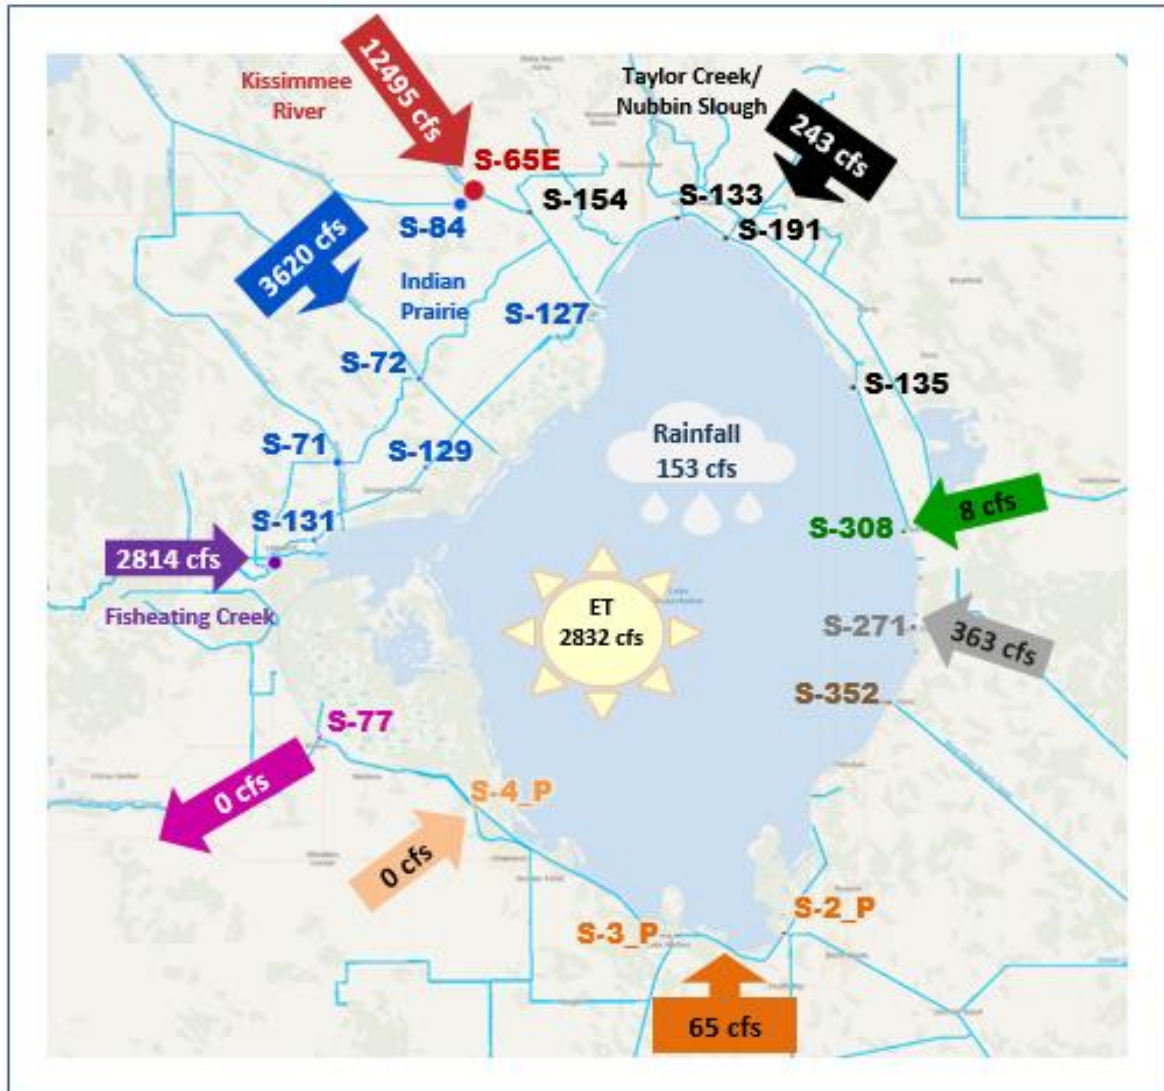 12495 cfs
Kissimmee
River
Taylor Creek/
Nubbin Slough
243 cfs
S-65E
S-154
S-133
S-84
S-191
3620 cfs
Indian
Prairie
S-127
S-72
S-135
Rainfall
153 cfs
S-71
S-129
S-131
8 cfs
S-308
2814 cfs
Fisheating Creek
ET
2832 cfs
S-271
363 cfs
S-352
S-77
0 cfs
S-4_P
0 cfs
S-2_P
S-3_P
65 cfs